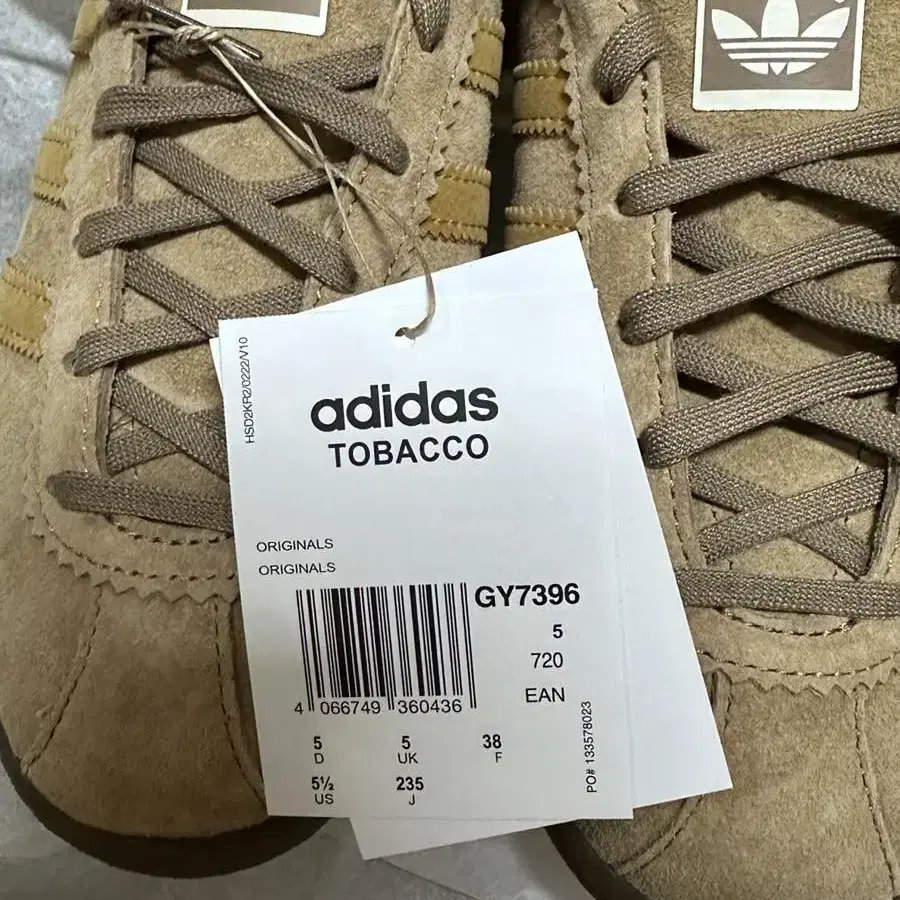 HSD2KR2/0222/V10
adidas
TOBACCO
ORIGINALS
ORIGINALS
GY7396
5
720
EAN
4 066749 360436
5 5 38
D UK F
5½ 235
US J
PO# 133578023